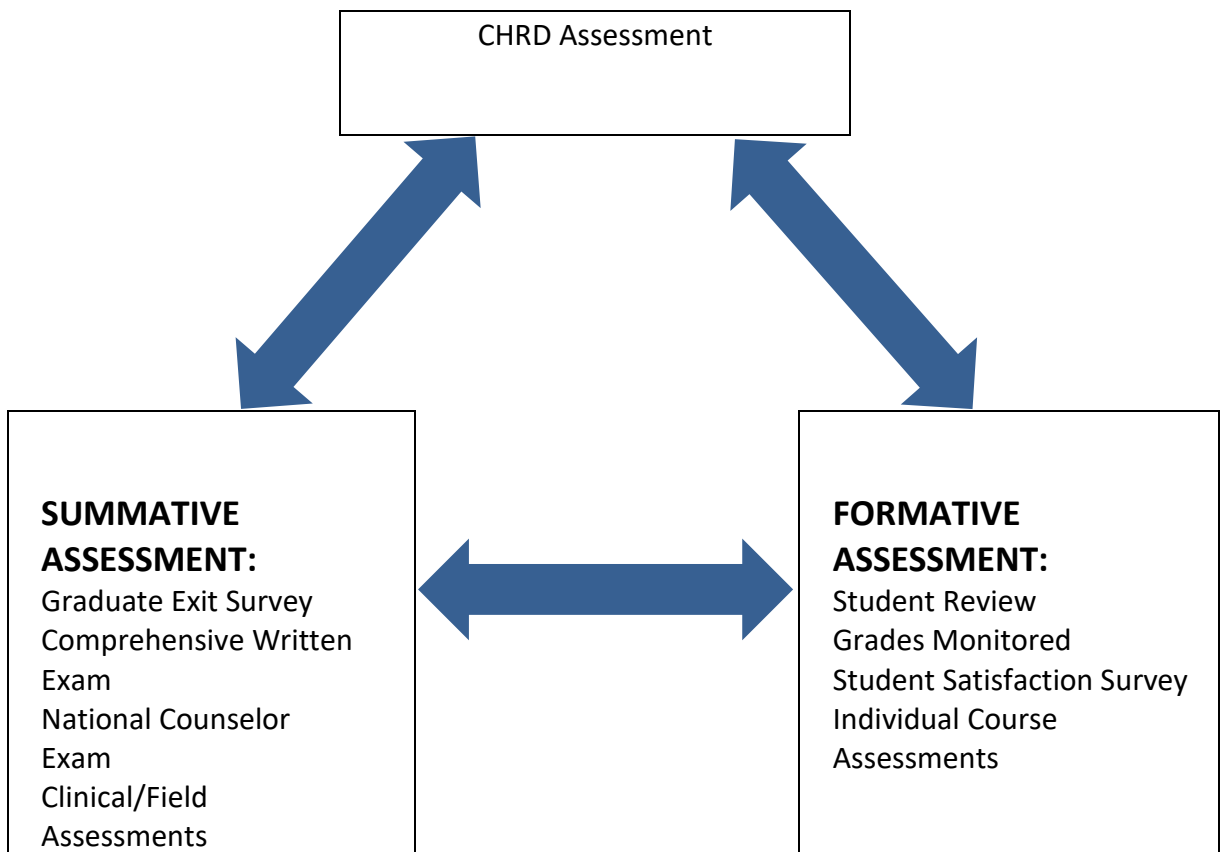 CHRD Assessment
SUMMATIVE
ASSESSMENT:
Graduate Exit Survey
Comprehensive Written
Exam
National Counselor
Exam
Clinical/Field
Assessments
FORMATIVE
ASSESSMENT:
Student Review
Grades Monitored
Student Satisfaction Survey
Individual Course
Assessments